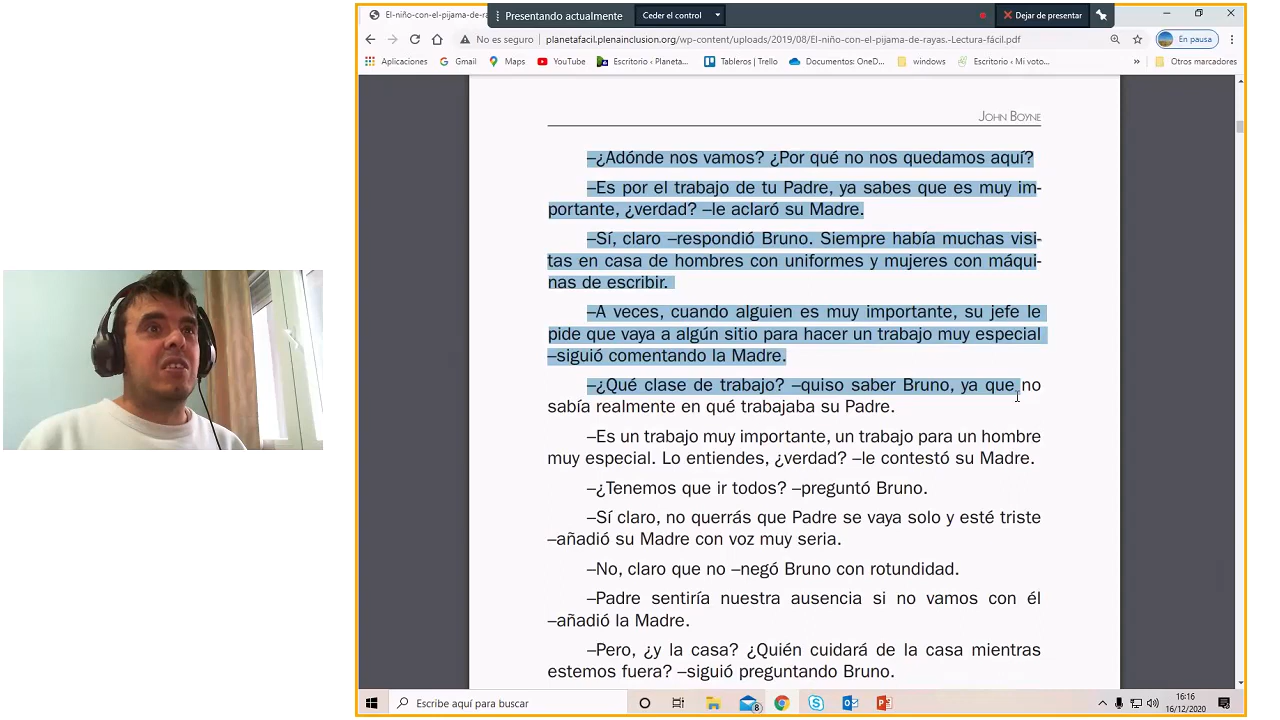 El-niño-con-el-pijama-de-ra
Presentando actualmente
Ceder el control
Dejar de presentar
No es seguro
planetafacil.plenainclusion.org/wp-content/uploads/2019/08/El-niño-con-el-pijama-de-rayas.-Lectura-fácil.pdf
En pausa
Aplicaciones
Gmail
Maps
YouTube
Escritorio ‹ Planeta...
Tableros | Trello
Documentos: OneD...
windows
Escritorio ‹ Mi voto...
»
Otros marcadores
JOHN BOYNE
–¿Adónde nos vamos? ¿Por qué no nos quedamos aquí?
–Es por el trabajo de tu Padre, ya sabes que es muy im-
portante, ¿verdad? –le aclaró su Madre.
–Sí, claro –respondió Bruno. Siempre había muchas visi-
tas en casa de hombres con uniformes y mujeres con máqui-
nas de escribir.
–A veces, cuando alguien es muy importante, su jefe le
pide que vaya a algún sitio para hacer un trabajo muy especial
–siguió comentando la Madre.
–¿Qué clase de trabajo? –quiso saber Bruno, ya que no
sabía realmente en qué trabajaba su Padre.
–Es un trabajo muy importante, un trabajo para un hombre
muy especial. Lo entiendes, ¿verdad? –le contestó su Madre.
–¿Tenemos que ir todos? –preguntó Bruno.
–Sí claro, no querrás que Padre se vaya solo y esté triste
–añadió su Madre con voz muy seria.
–No, claro que no –negó Bruno con rotundidad.
–Padre sentiría nuestra ausencia si no vamos con él
–añadió la Madre.
–Pero, ¿y la casa? ¿Quién cuidará de la casa mientras
estemos fuera? –siguió preguntando Bruno.
Escribe aquí para buscar
8
16:16
16/12/2020